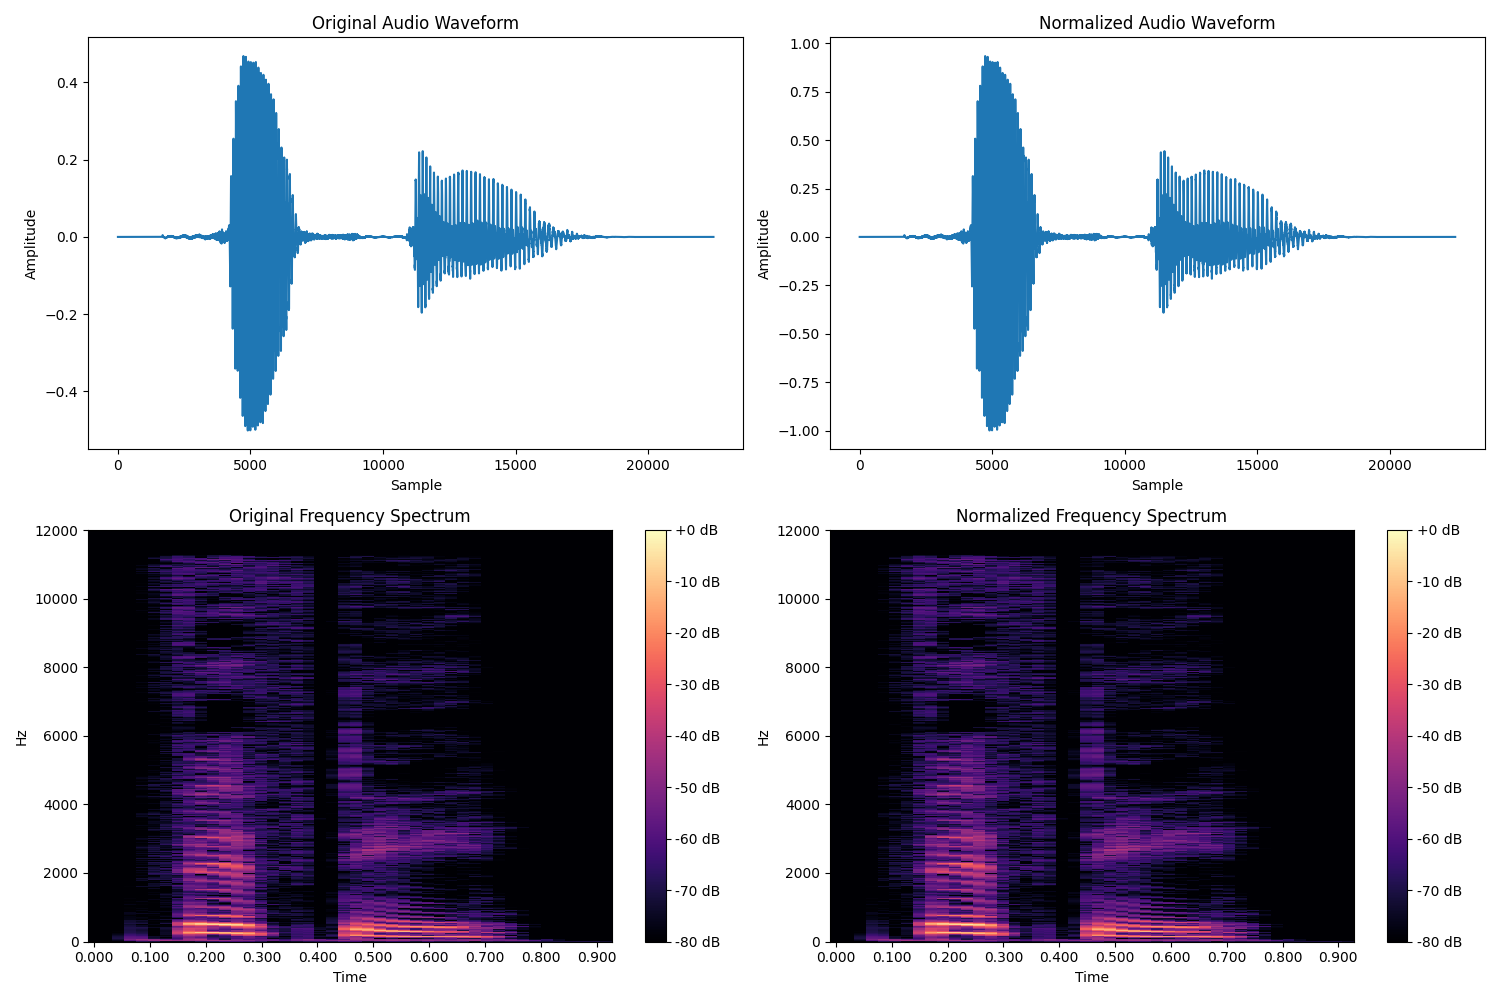 Original Audio Waveform
Amplitude
0.4
0.2
0.0
−0.2
−0.4
0 5000 10000 15000 20000
Sample
Normalized Audio Waveform
Amplitude
1.00
0.75
0.50
0.25
0.00
−0.25
−0.50
−0.75
−1.00
0 5000 10000 15000 20000
Sample
Original Frequency Spectrum
Hz
12000
10000
8000
6000
4000
2000
0
0.000 0.100 0.200 0.300 0.400 0.500 0.600 0.700 0.800 0.900
Time
+0 dB
-10 dB
-20 dB
-30 dB
-40 dB
-50 dB
-60 dB
-70 dB
-80 dB
Normalized Frequency Spectrum
Hz
12000
10000
8000
6000
4000
2000
0
0.000 0.100 0.200 0.300 0.400 0.500 0.600 0.700 0.800 0.900
Time
+0 dB
-10 dB
-20 dB
-30 dB
-40 dB
-50 dB
-60 dB
-70 dB
-80 dB